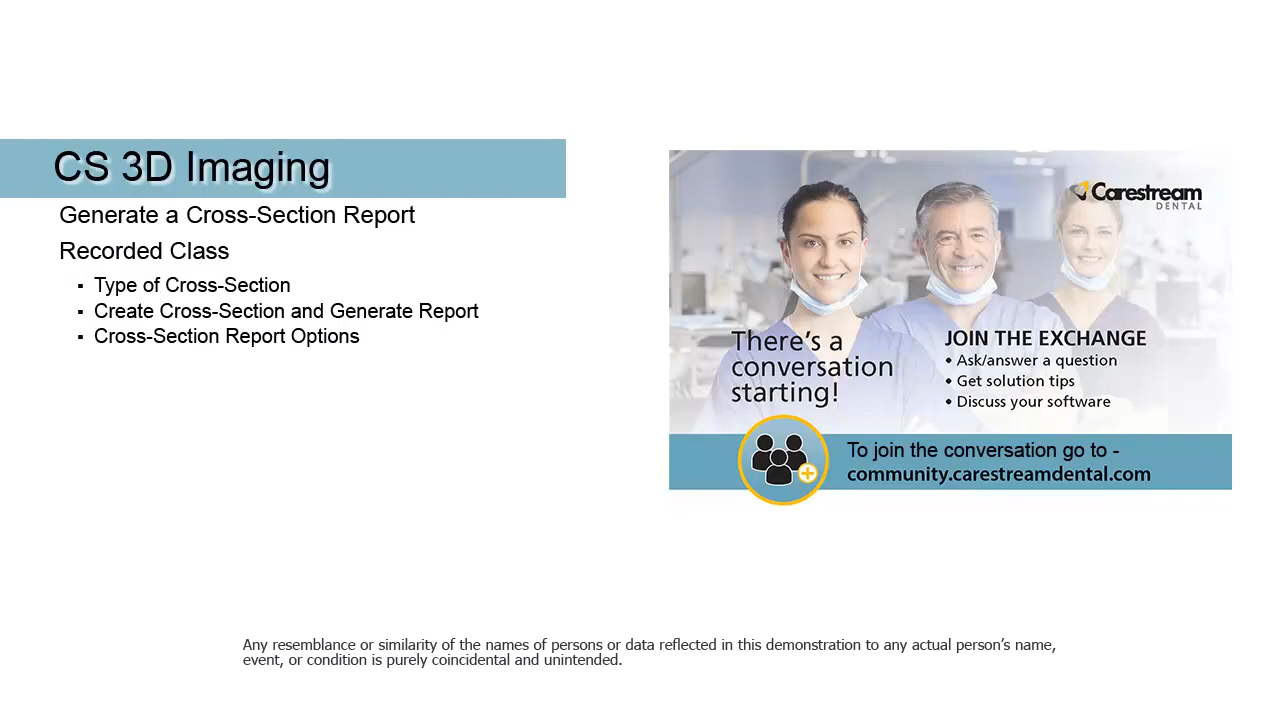 CS 3D Imaging
Generate a Cross-Section Report
Recorded Class
▪ Type of Cross-Section
▪ Create Cross-Section and Generate Report
▪ Cross-Section Report Options
Carestream
DENTAL
There's a
conversation
starting!
JOIN THE EXCHANGE
• Ask/answer a question
• Get solution tips
• Discuss your software
To join the conversation go to -
community.carestreamdental.com
Any resemblance or similarity of the names of persons or data reflected in this demonstration to any actual person's name,
event, or condition is purely coincidental and unintended.